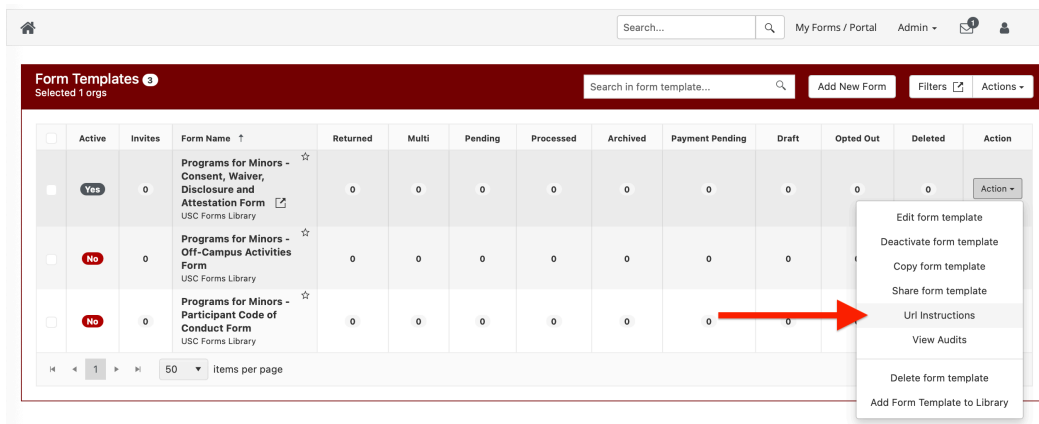 Search...
My Forms / Portal
Admin
1
Form Templates 3
Selected 1 orgs
Search in form template...
Add New Form
Filters
Actions
Active Invites Form Name ↑ Returned Multi Pending Processed Archived Payment Pending Draft Opted Out Deleted Action
Yes 0
Programs for Minors -
Consent, Waiver,
Disclosure and
Attestation Form
USC Forms Library
0 0 0 0 0 0 0 0 0 Action
No 0
Programs for Minors -
Off-Campus Activities
Form
USC Forms Library
0 0 0 0 0 0 0
No 0
Programs for Minors -
Participant Code of
Conduct Form
USC Forms Library
0 0 0 0 0 0 0
Edit form template
Deactivate form template
Copy form template
Share form template
Url Instructions
View Audits
Delete form template
Add Form Template to Library
1 50 items per page